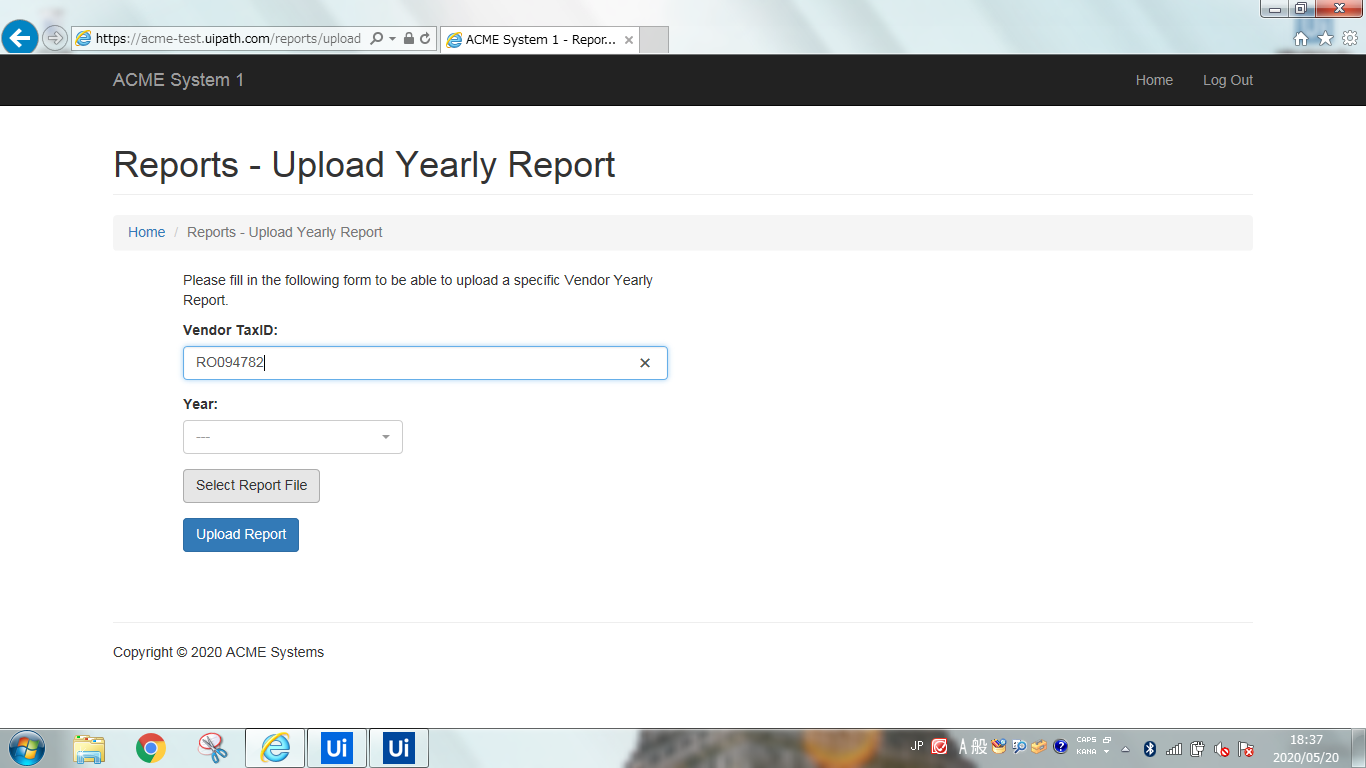 https://acme-test.uipath.com/reports/upload
ACME System 1 - Repor...
ACME System 1
Home
Log Out
Reports - Upload Yearly Report
Home / Reports - Upload Yearly Report
Please fill in the following form to be able to upload a specific Vendor Yearly
Report.
Vendor TaxID:
RO094782
Year:
---
Select Report File
Upload Report
Copyright © 2020 ACME Systems
Ui
Ui
JP
A 般
CAPS
KANA
18:37
2020/05/20